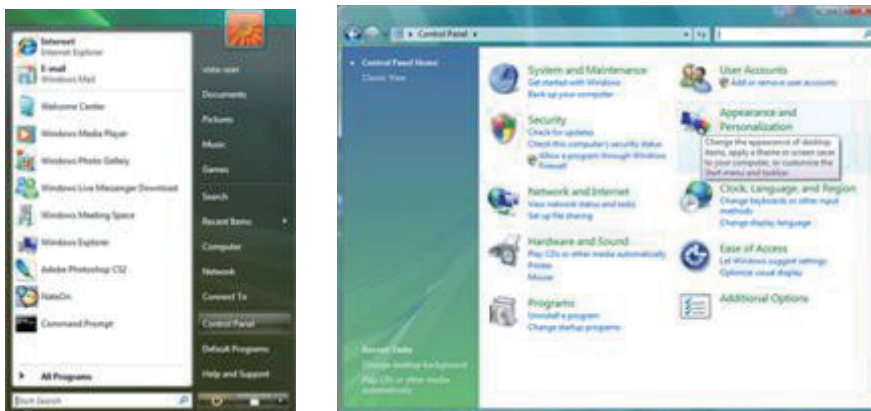 Internet
Internet Explorer
E-mail
Windows Mail
Welcome Center
Windows Media Player
Windows Photo Gallery
Windows Live Messenger Download
Windows Meeting Space
Windows Explorer
Adobe Photoshop CS2
NateOn
Command Prompt
All Programs
Start Search
vista user
Documents
Pictures
Music
Games
Search
Recent Items
Computer
Network
Connect To
Control Panel
Default Programs
Help and Support
Control Panel
Control Panel Home
Classic View
System and Maintenance
Get started with Windows
Back up your computer
Security
Check for updates
Check this computer's security status
Allow a program through Windows
Firewall
Network and Internet
View network status and tasks
Set up file sharing
Hardware and Sound
Play CDs or other media automatically
Printer
Mouse
Programs
Uninstall a program
Change startup programs
User Accounts
Add or remove user accounts
Appearance and
Personalization
Change the appearance of desktop
items, apply a theme or screen saver
to your computer, or customize the
Start menu and taskbar.
Clock, Language, and Region
Change keyboards or other input
methods
Change display language
Ease of Access
Let Windows suggest settings
Optimize visual display
Additional Options
Recent Tasks
Change desktop background
Play CDs or other media
automatically